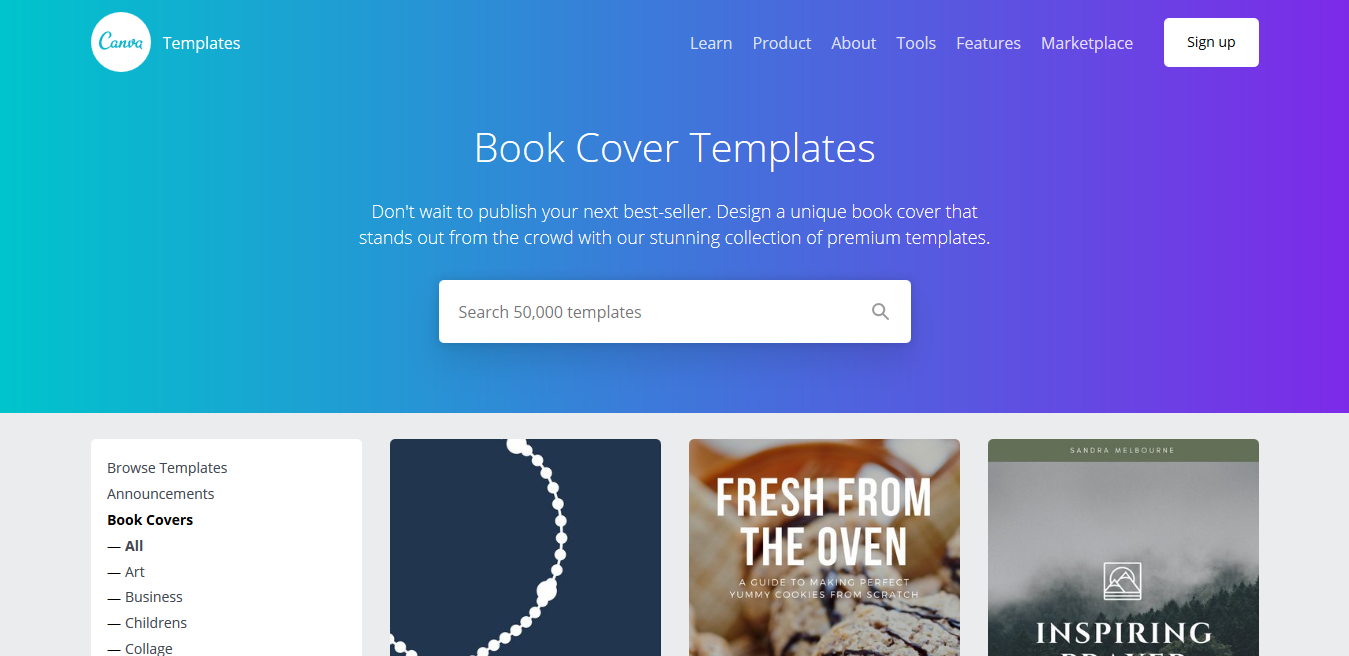 Canva
Templates
Learn
Product
About
Tools
Features
Marketplace
Sign up
Book Cover Templates
Don't wait to publish your next best-seller. Design a unique book cover that
stands out from the crowd with our stunning collection of premium templates.
Search 50,000 templates
Browse Templates
Announcements
Book Covers
— All
— Art
— Business
— Childrens
— Collage
FRESH FROM
THE OVEN
A GUIDE TO MAKING PERFECT
YUMMY COOKIES FROM SCRATCH
SANDRA MELBOURNE
INSPIRING